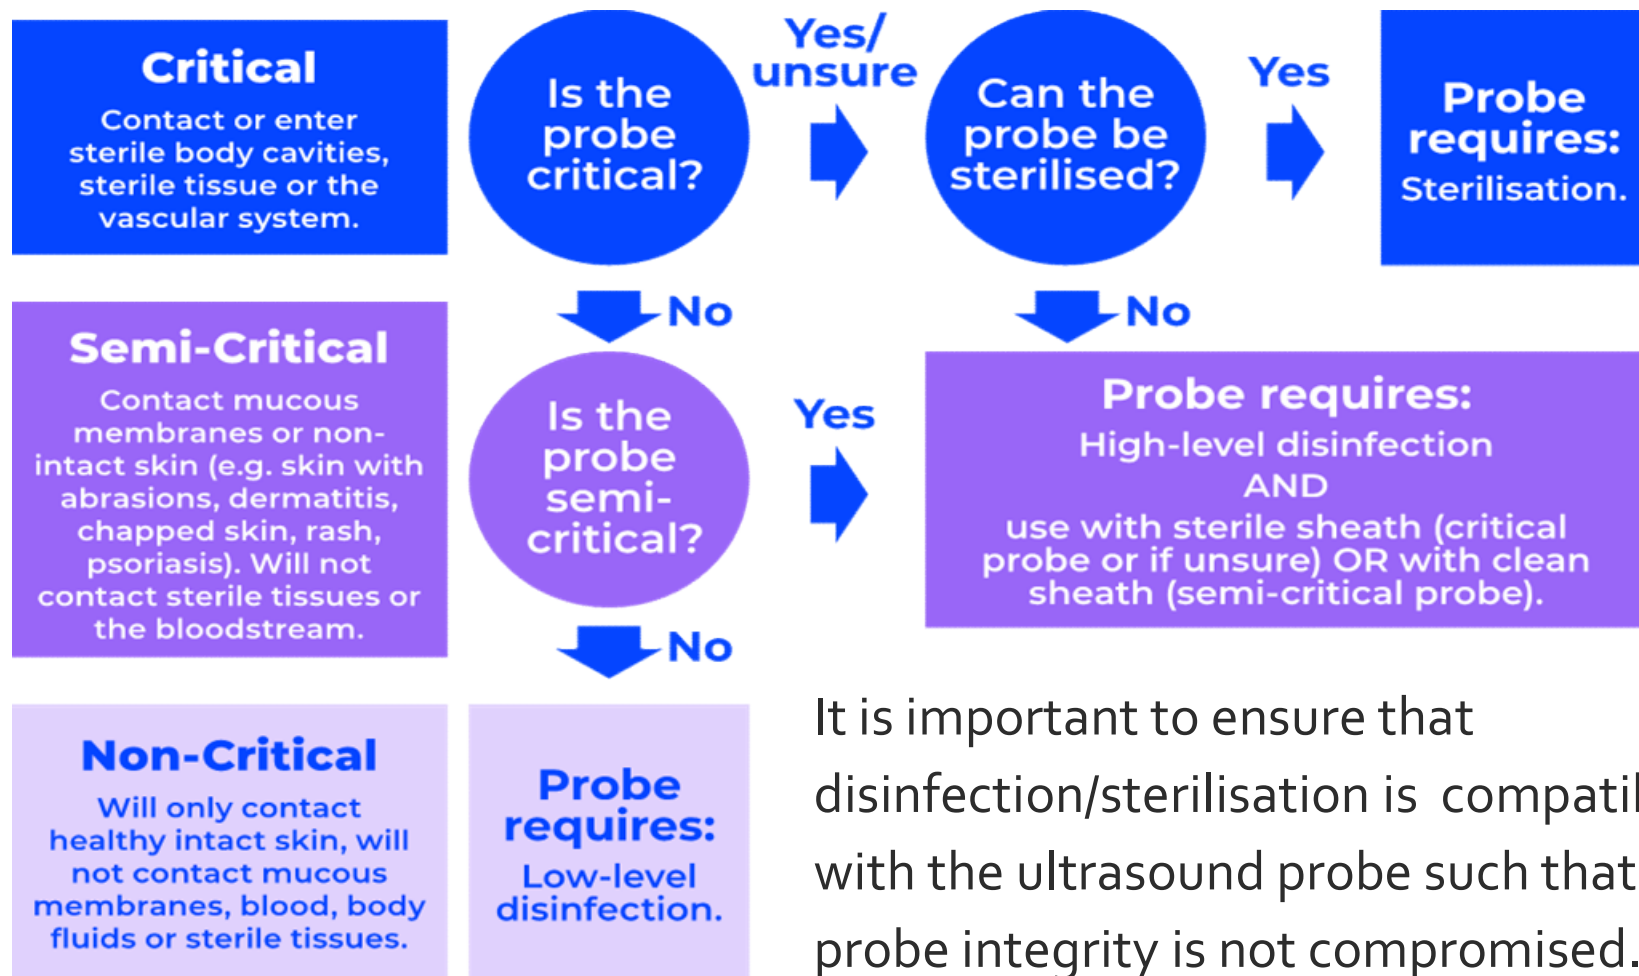 Critical
Contact or enter
sterile body cavities,
sterile tissue or the
vascular system.
Is the
probe
critical?
Yes/
unsure
Can the
probe be
sterilised?
Yes
Probe
requires:
Sterilisation.
No
No
Semi-Critical
Contact mucous
membranes or non-
intact skin (e.g. skin with
abrasions, dermatitis,
chapped skin, rash,
psoriasis). Will not
contact sterile tissues or
the bloodstream.
Is the
probe
semi-
critical?
Yes
Probe requires:
High-level disinfection
AND
use with sterile sheath (critical
probe or if unsure) OR with clean
sheath (semi-critical probe).
No
Non-Critical
Will only contact
healthy intact skin, will
not contact mucous
membranes, blood, body
fluids or sterile tissues.
Probe
requires:
Low-level
disinfection.
It is important to ensure that
disinfection/sterilisation is
with the ultrasound probe such that
probe integrity is not compromised.